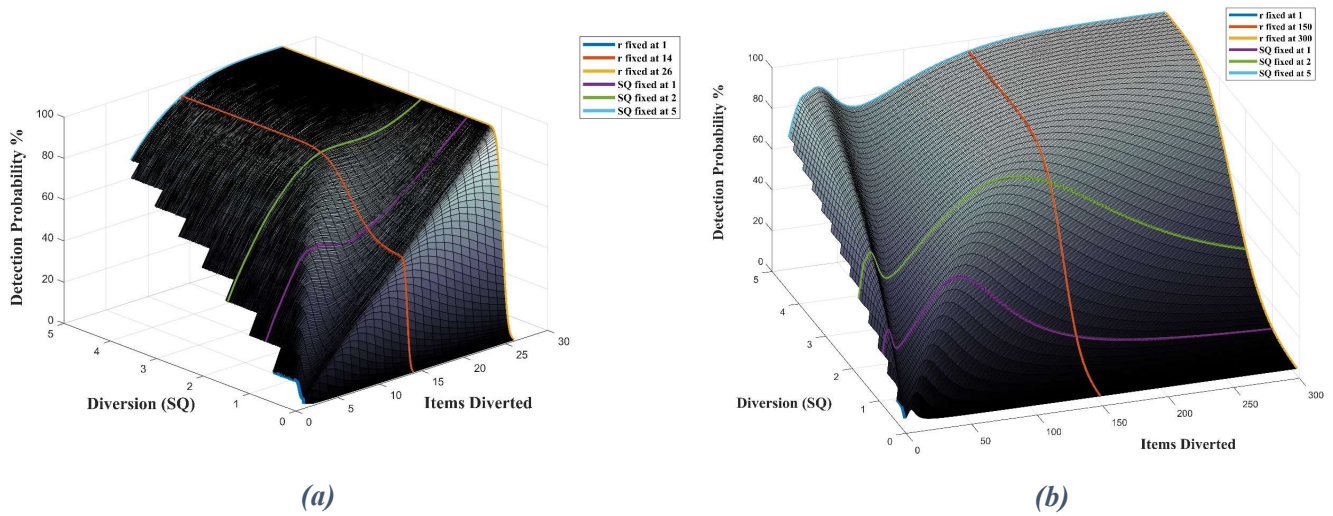 r fixed at 1
r fixed at 14
r fixed at 26
SQ fixed at 1
SQ fixed at 2
SQ fixed at 5
Detection Probability %
100
80
60
40
20
0
5
4
3
2
1
0
Diversion (SQ)
0
5
10
15
20
25
30
Items Diverted
(a)
r fixed at 1
r fixed at 150
r fixed at 300
SQ fixed at 1
SQ fixed at 2
SQ fixed at 5
Detection Probability %
100
80
60
40
20
0
5
4
3
2
1
0
Diversion (SQ)
0
50
100
150
200
250
300
Items Diverted
(b)